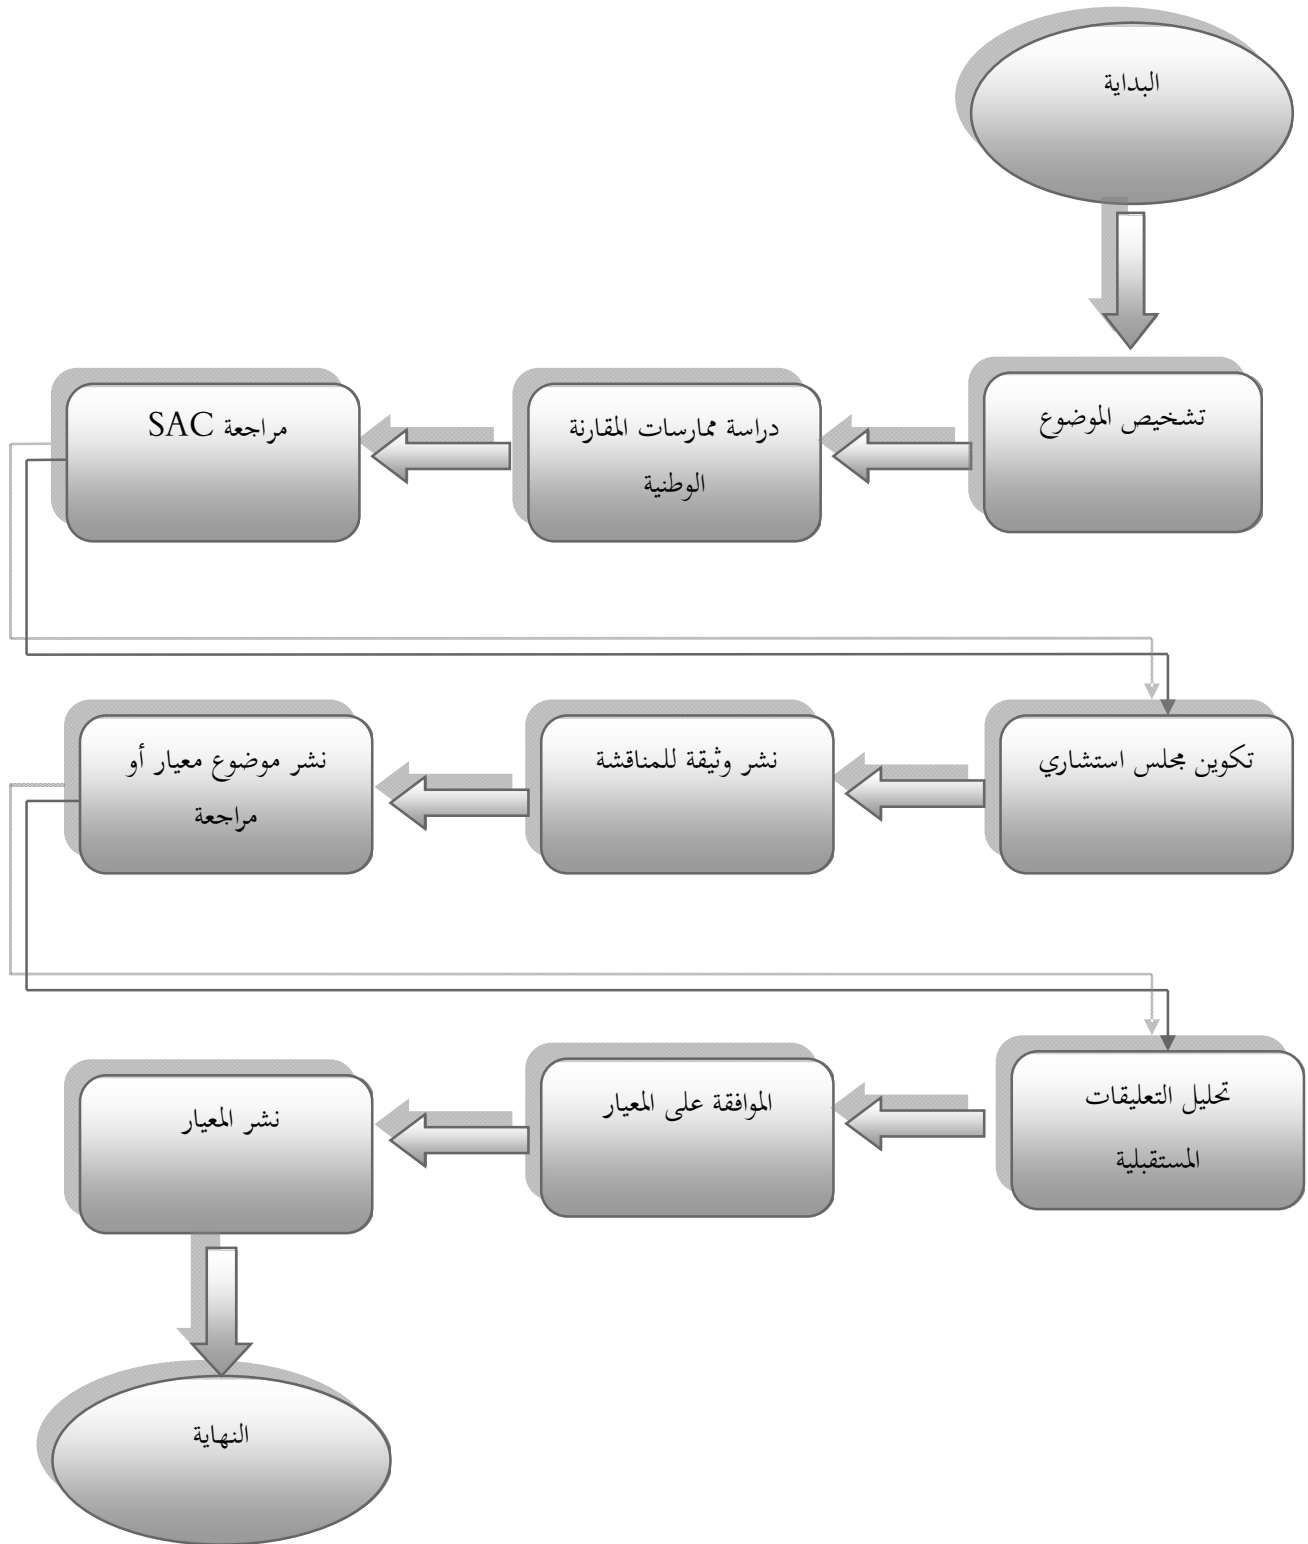 البداية
تشخيص الموضوع
دراسة ممارسات المقارنة
الوطنية
مراجعة SAC
تكوين مجلس استشاري
نشر وثيقة للمناقشة
نشر موضوع معيار أو
مراجعة
تحليل التعليقات
المستقبلية
الموافقة على المعيار
نشر المعيار
النهاية